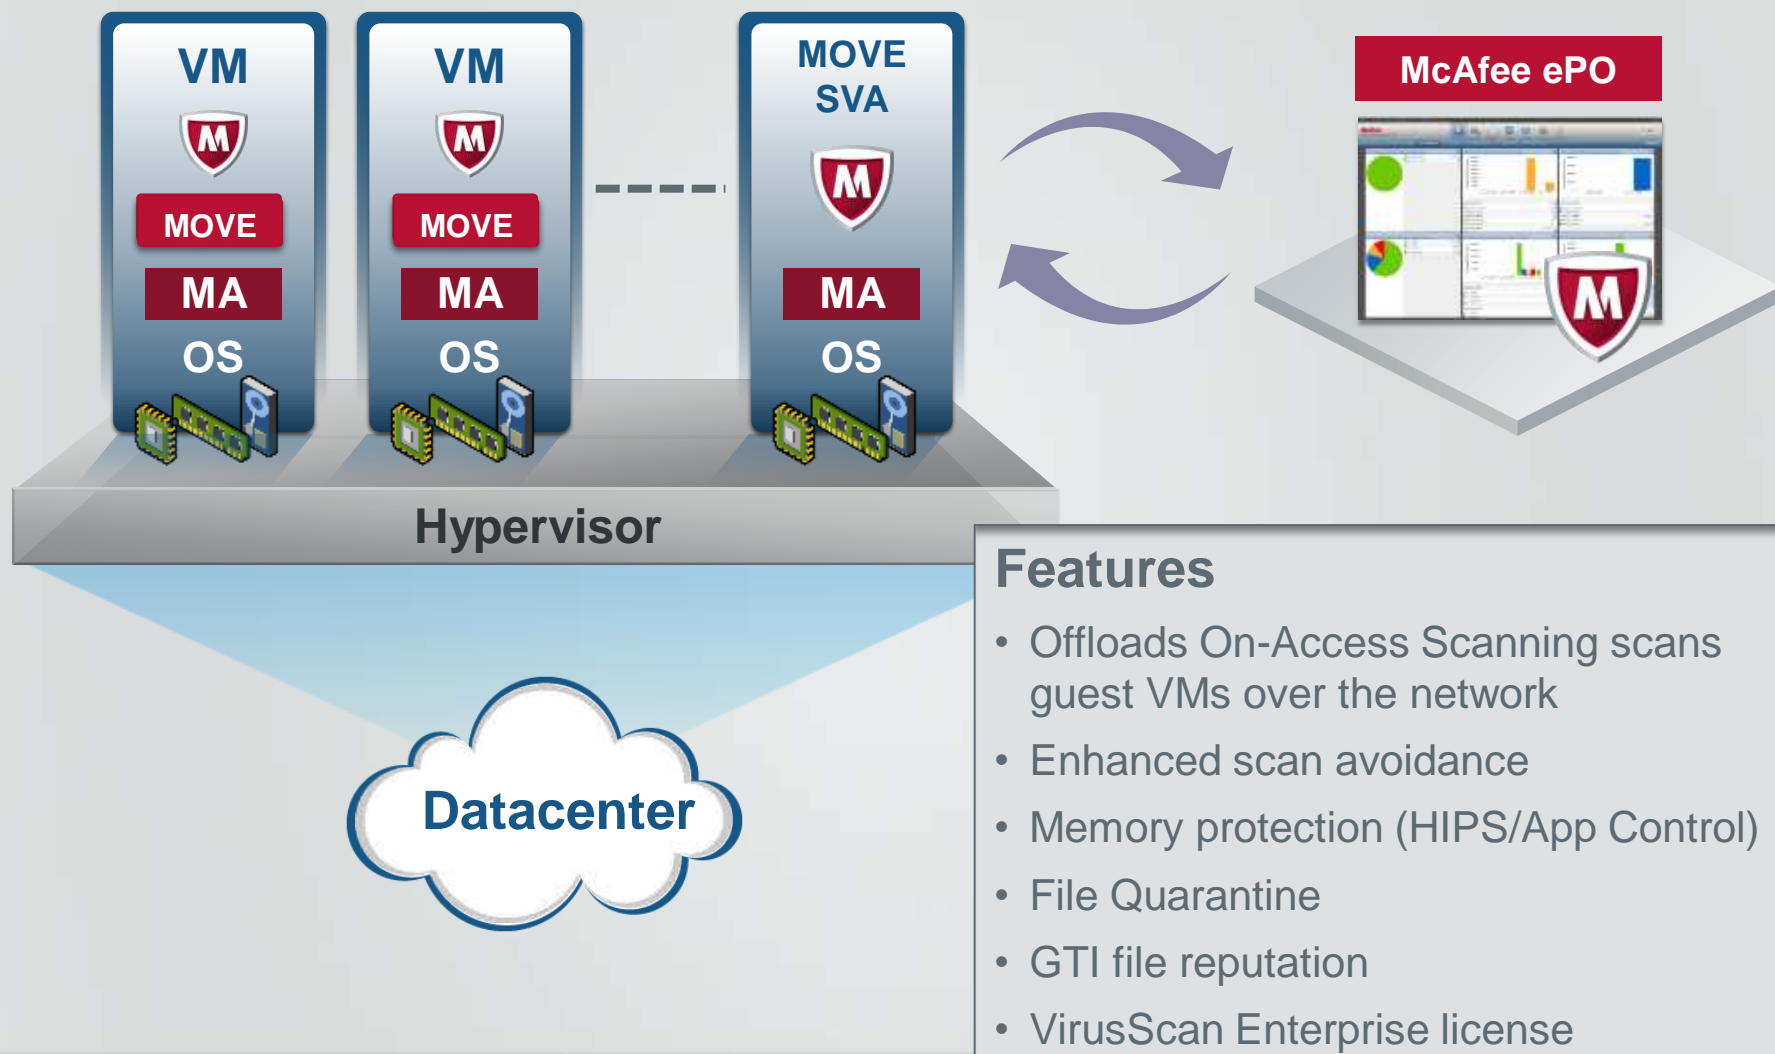 VM
MOVE
MA
OS
VM
MOVE
MA
OS
MOVE
SVA
MA
OS
McAfee ePO
Hypervisor
Datacenter
Features
• Offloads On-Access Scanning scans
guest VMs over the network
• Enhanced scan avoidance
• Memory protection (HIPS/App Control)
• File Quarantine
• GTI file reputation
• VirusScan Enterprise license